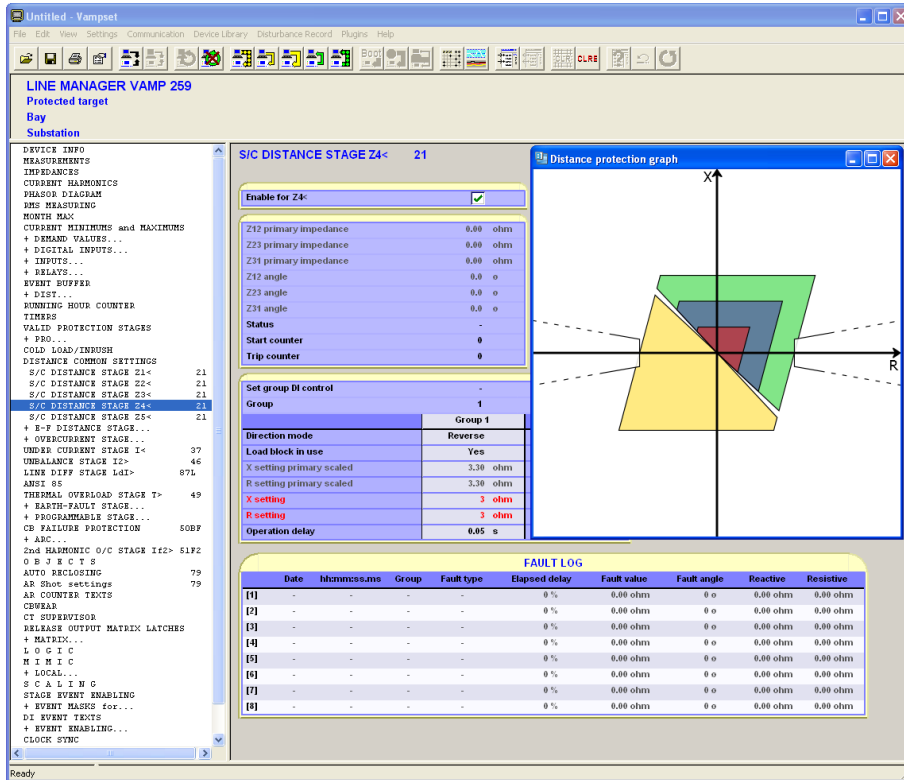 Untitled - Vampset
File Edit View Settings Communication Device Library Disturbance Record Plugins Help
Boot CLRE
LINE MANAGER VAMP 259
Protected target
Bay
Substation
DEVICE INFO
MEASUREMENTS
IMPEDANCES
CURRENT HARMONICS
PHASOR DIAGRAM
RMS MEASURING
MONTH MAX
CURRENT MINIMUMS and MAXIMUMS
+ DEMAND VALUES...
+ DIGITAL INPUTS...
+ INPUTS...
+ RELAYS...
EVENT BUFFER
+ DIST...
RUNNING HOUR COUNTER
TIMERS
VALID PROTECTION STAGES
+ PRO...
COLD LOAD/INRUSH
DISTANCE COMMON SETTINGS
S/C DISTANCE STAGE Z1< 21
S/C DISTANCE STAGE Z2< 21
S/C DISTANCE STAGE Z3< 21
S/C DISTANCE STAGE Z4< 21
S/C DISTANCE STAGE Z5< 21
+ E-F DISTANCE STAGE...
+ OVERCURRENT STAGE...
UNDER CURRENT STAGE I< 37
UNBALANCE STAGE I2> 46
LINE DIFF STAGE LdI> 87L
ANSI 85
THERMAL OVERLOAD STAGE T> 49
+ EARTH-FAULT STAGE...
+ PROGRAMMABLE STAGE...
CB FAILURE PROTECTION 50BF
+ ARC...
2nd HARMONIC O/C STAGE If2> 51F2
O B J E C T S
AUTO RECLOSING 79
AR Shot settings 79
AR COUNTER TEXTS
CBWEAR
CT SUPERVISOR
RELEASE OUTPUT MATRIX LATCHES
+ MATRIX...
L O G I C
M I M I C
+ LOCAL...
S C A L I N G
STAGE EVENT ENABLING
+ EVENT MASKS for...
DI EVENT TEXTS
+ EVENT ENABLING...
CLOCK SYNC
S/C DISTANCE STAGE Z4< 21
Enable for Z4<
Z12 primary impedance 0.00 ohm
Z23 primary impedance 0.00 ohm
Z31 primary impedance 0.00 ohm
Z12 angle 0.0 o
Z23 angle 0.0 o
Z31 angle 0.0 o
Status -
Start counter 0
Trip counter 0
Set group DI control -
Group 1
Group 1
Direction mode Reverse
Load block in use Yes
X setting primary scaled 3.30 ohm
R setting primary scaled 3.30 ohm
X setting 3 ohm
R setting 3 ohm
Operation delay 0.05 s
Distance protection graph
X
R
FAULT LOG
Date hh:mm:ss.ms Group Fault type Elapsed delay Fault value Fault angle Reactive Resistive
[1] - - - - 0 % 0.00 ohm 0 o 0.00 ohm 0.00 ohm
[2] - - - - 0 % 0.00 ohm 0 o 0.00 ohm 0.00 ohm
[3] - - - - 0 % 0.00 ohm 0 o 0.00 ohm 0.00 ohm
[4] - - - - 0 % 0.00 ohm 0 o 0.00 ohm 0.00 ohm
[5] - - - - 0 % 0.00 ohm 0 o 0.00 ohm 0.00 ohm
[6] - - - - 0 % 0.00 ohm 0 o 0.00 ohm 0.00 ohm
[7] - - - - 0 % 0.00 ohm 0 o 0.00 ohm 0.00 ohm
[8] - - - - 0 % 0.00 ohm 0 o 0.00 ohm 0.00 ohm
Ready